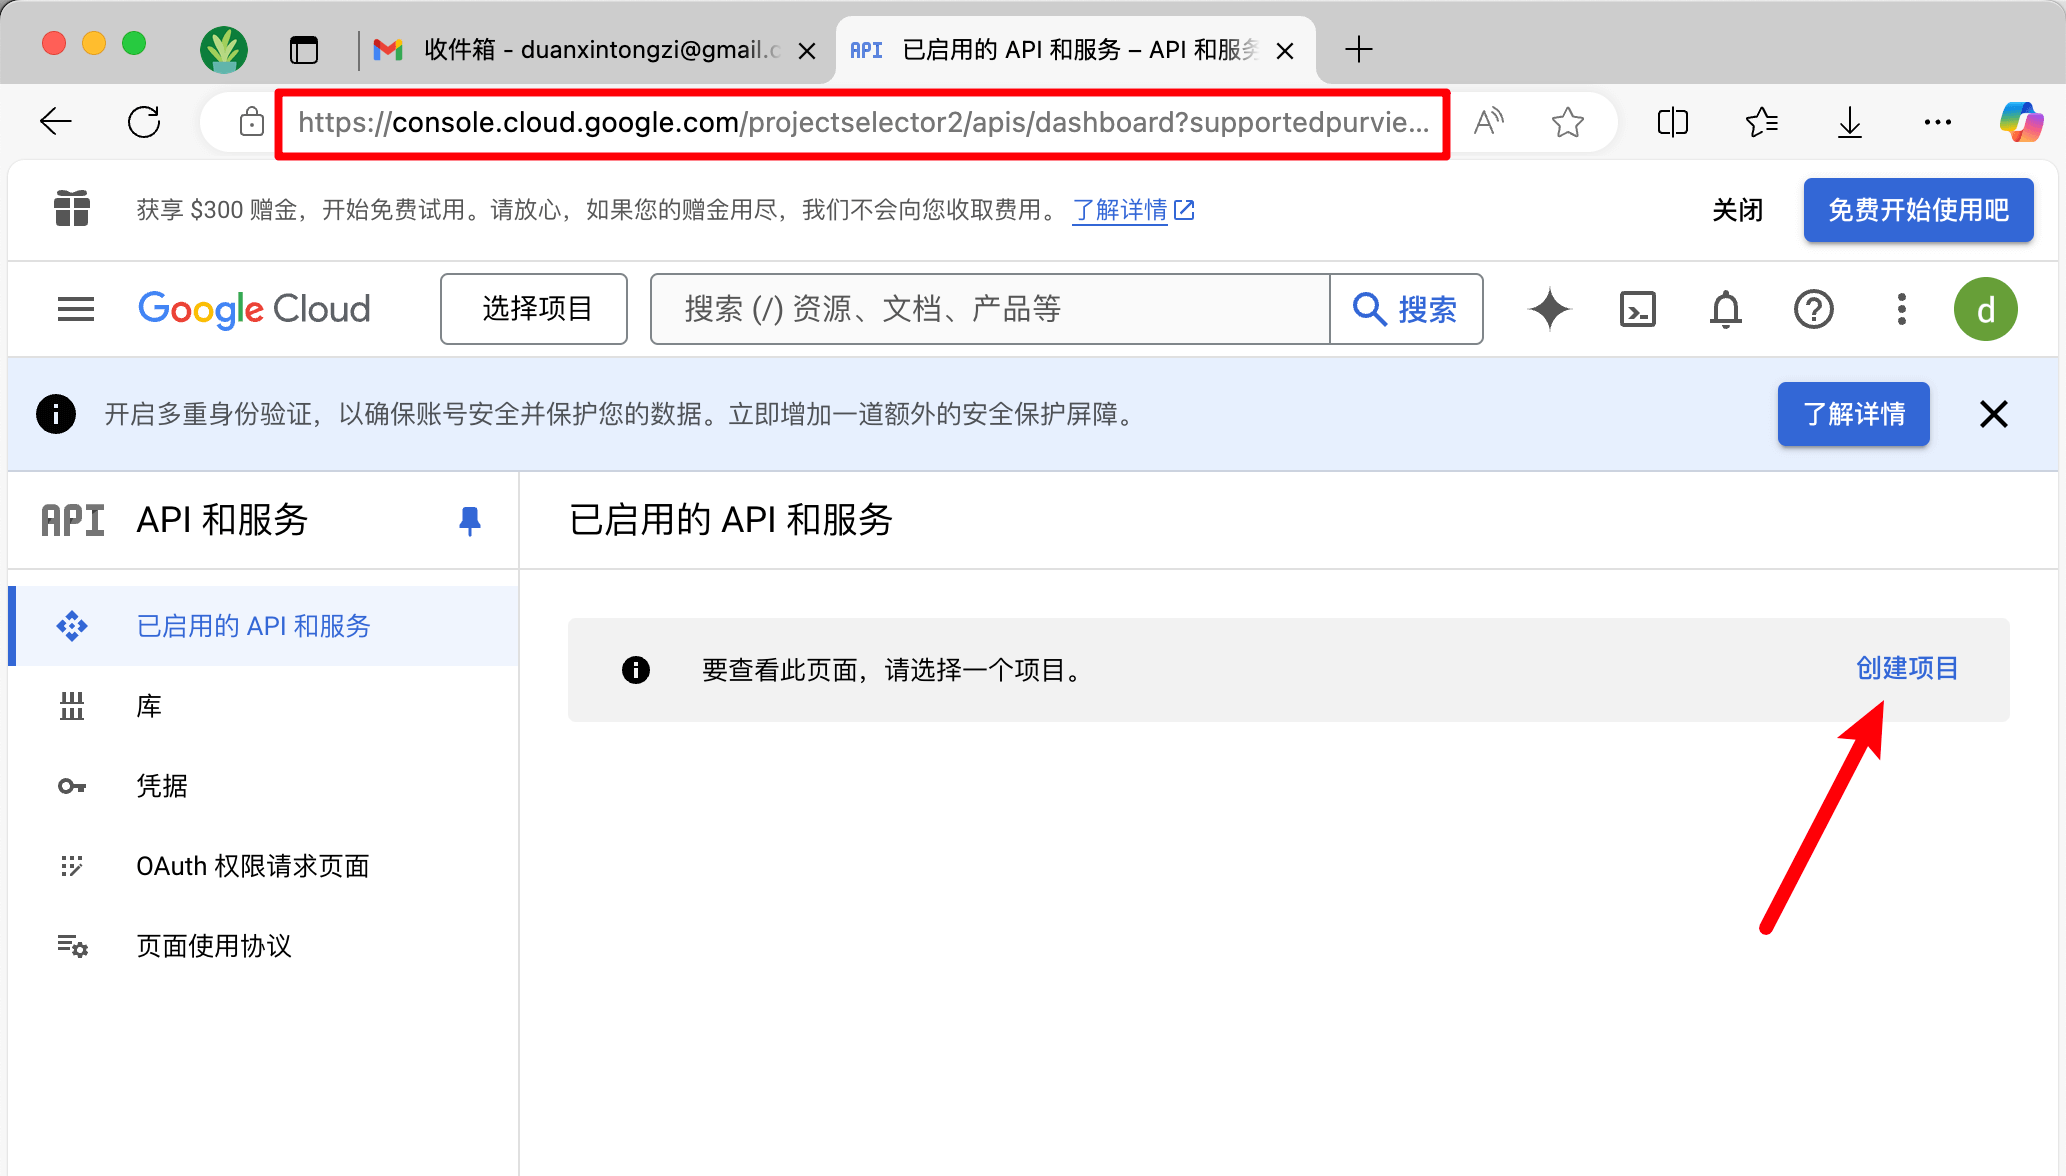 收件箱 - duanxintongzi@gmail.c
API 已启用的 API 和服务 – API 和服务
https://console.cloud.google.com/projectselector2/apis/dashboard?supportedpurvie...
获享 $300 赠金，开始免费试用。请放心，如果您的赠金用尽，我们不会向您收取费用。 了解详情
关闭
免费开始使用吧
Google Cloud
选择项目
搜索 (/) 资源、文档、产品等
搜索
d
开启多重身份验证，以确保账号安全并保护您的数据。立即增加一道额外的安全保护屏障。
了解详情
API API 和服务
已启用的 API 和服务
已启用的 API 和服务
库
凭据
OAuth 权限请求页面
页面使用协议
要查看此页面，请选择一个项目。
创建项目